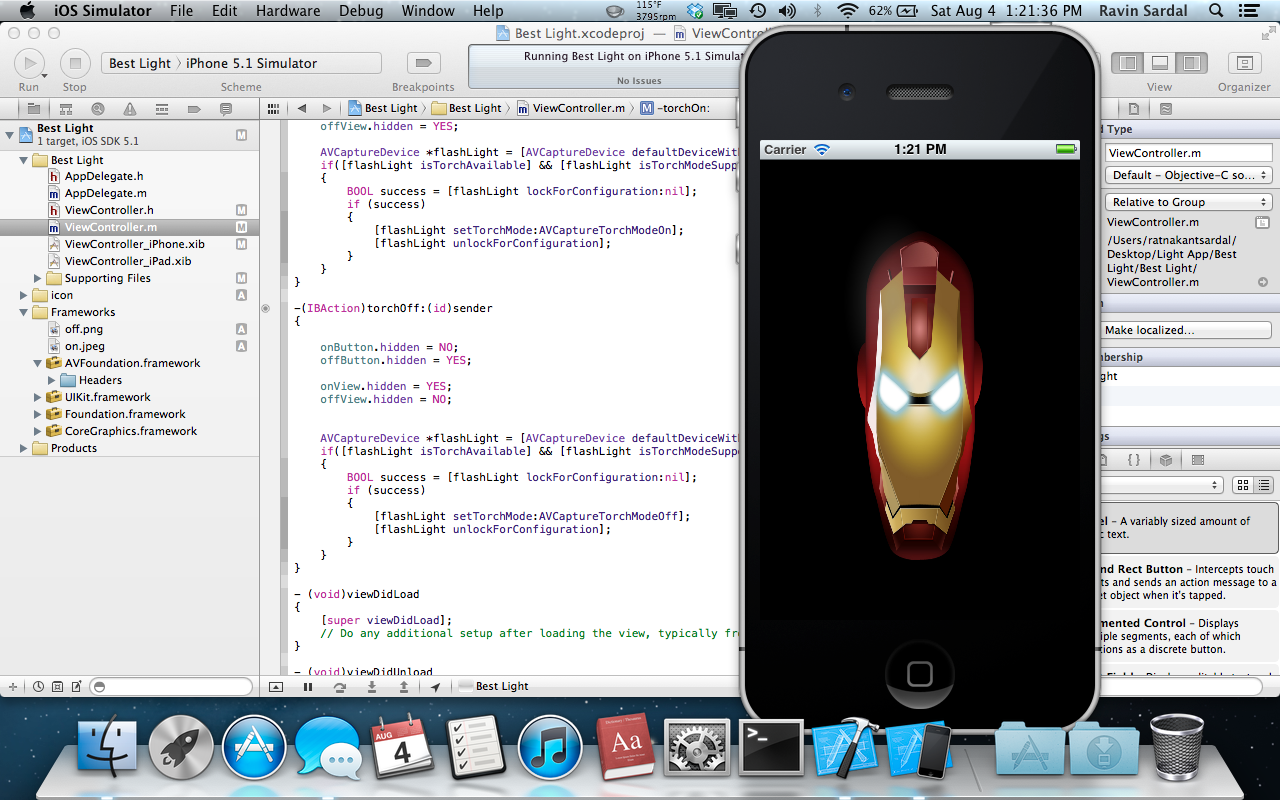 iOS Simulator File Edit Hardware Debug Window Help 115°F 3795rpm 62% Sat Aug 4 1:21:36 PM Ravin Sardal
Best Light.xcodeproj — ViewController
Run Stop
Best Light 〉 iPhone 5.1 Simulator
Scheme
Breakpoints
Running Best Light on iPhone 5.1 Simulat
No Issues
View
Organizer
Best Light 〉 Best Light 〉 ViewController.m 〉 M -torchOn:
Best Light M
1 target, iOS SDK 5.1
Best Light
h AppDelegate.h
m AppDelegate.m
h ViewController.h M
m ViewController.m M
ViewController_iPhone.xib M
ViewController_iPad.xib
Supporting Files M
icon A
Frameworks
off.png A
on.jpeg A
AVFoundation.framework
Headers
UIKit.framework
Foundation.framework
CoreGraphics.framework
Products
offView.hidden = YES;
AVCaptureDevice *flashLight = [AVCaptureDevice defaultDeviceWit
if([flashLight isTorchAvailable] && [flashLight isTorchModeSupp
{
BOOL success = [flashLight lockForConfiguration:nil];
if (success)
{
[flashLight setTorchMode:AVCaptureTorchModeOn];
[flashLight unlockForConfiguration];
}
}
}
-(IBAction)torchOff:(id)sender
{
onButton.hidden = NO;
offButton.hidden = YES;
onView.hidden = YES;
offView.hidden = NO;
AVCaptureDevice *flashLight = [AVCaptureDevice defaultDeviceWit
if([flashLight isTorchAvailable] && [flashLight isTorchModeSupp
{
BOOL success = [flashLight lockForConfiguration:nil];
if (success)
{
[flashLight setTorchMode:AVCaptureTorchModeOff];
[flashLight unlockForConfiguration];
}
}
}
- (void)viewDidLoad
{
[super viewDidLoad];
// Do any additional setup after loading the view, typically fr
}
- (void)viewDidUnload
Best Light
Carrier 1:21 PM
Type
ViewController.m
Default - Objective-C so...
Relative to Group
ViewController.m
/Users/ratnakantsardal/
Desktop/Light App/Best
Light/Best Light/
ViewController.m
Make localized...
mbership
ght
{ }
el – A variably sized amount of
c text.
nd Rect Button – Intercepts touch
ts and sends an action message to a
et object when it's tapped.
mented Control – Displays
iple segments, each of which
ions as a discrete button.
AUG
4
Aa
>_